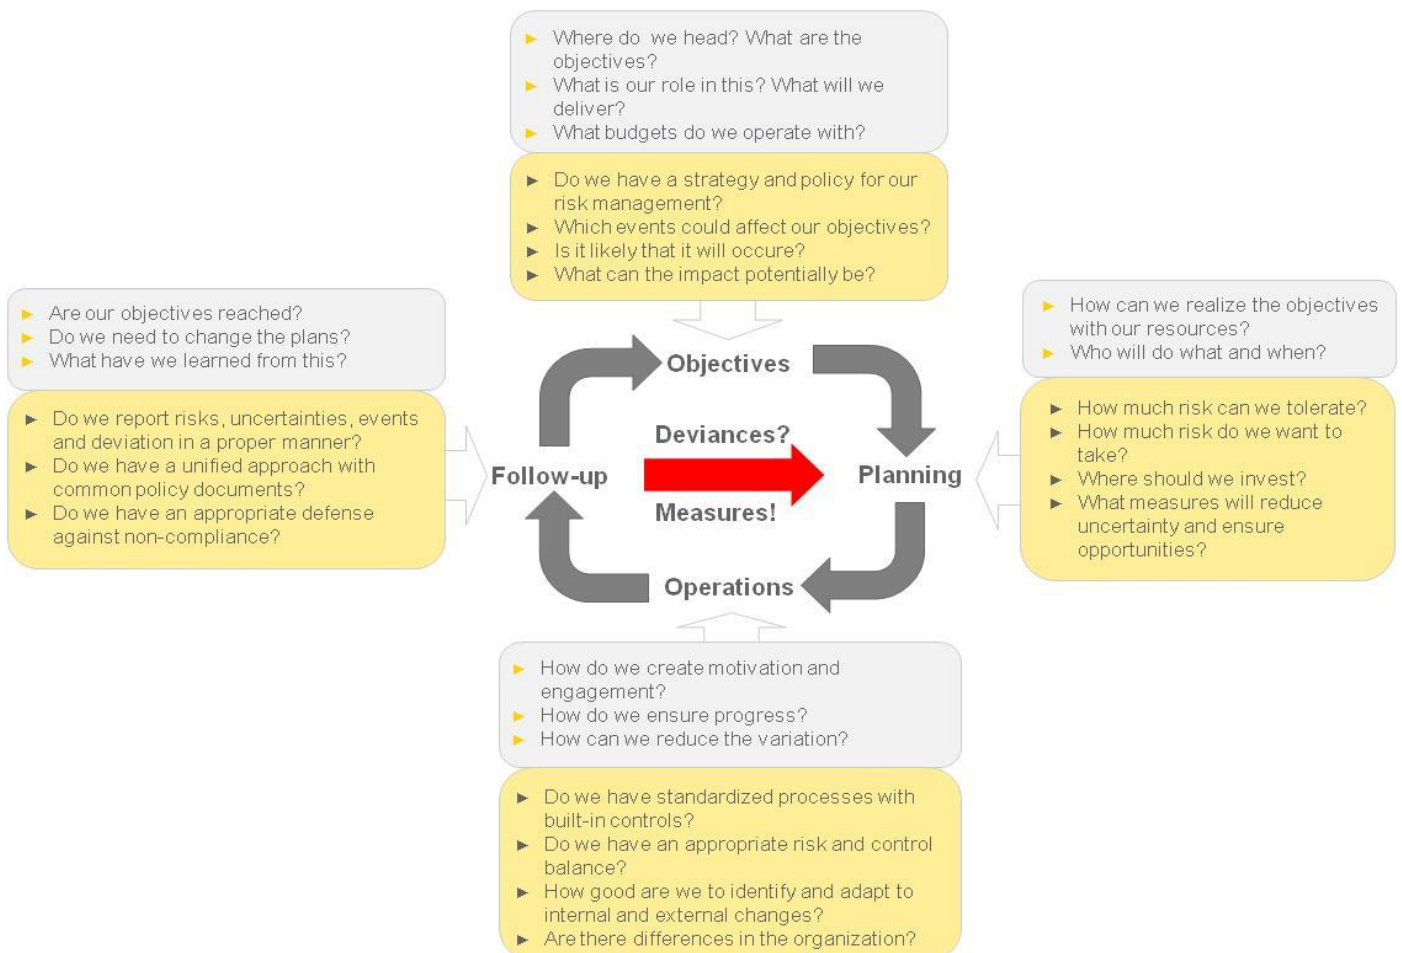 ► Where do we head? What are the
objectives?
► What is our role in this? What will we
deliver?
► What budgets do we operate with?
► Do we have a strategy and policy for our
risk management?
► Which events could affect our objectives?
► Is it likely that it will occure?
► What can the impact potentially be?
► Are our objectives reached?
► Do we need to change the plans?
► What have we learned from this?
► Do we report risks, uncertainties, events
and deviation in a proper manner?
► Do we have a unified approach with
common policy documents?
► Do we have an appropriate defense
against non-compliance?
Objectives
Deviances?
Follow-up
Planning
Measures!
Operations
► How can we realize the objectives
with our resources?
► Who will do what and when?
► How much risk can we tolerate?
► How much risk do we want to
take?
► Where should we invest?
► What measures will reduce
uncertainty and ensure
opportunities?
► How do we create motivation and
engagement?
► How do we ensure progress?
► How can we reduce the variation?
► Do we have standardized processes with
built-in controls?
► Do we have an appropriate risk and control
balance?
► How good are we to identify and adapt to
internal and external changes?
► Are there differences in the organization?